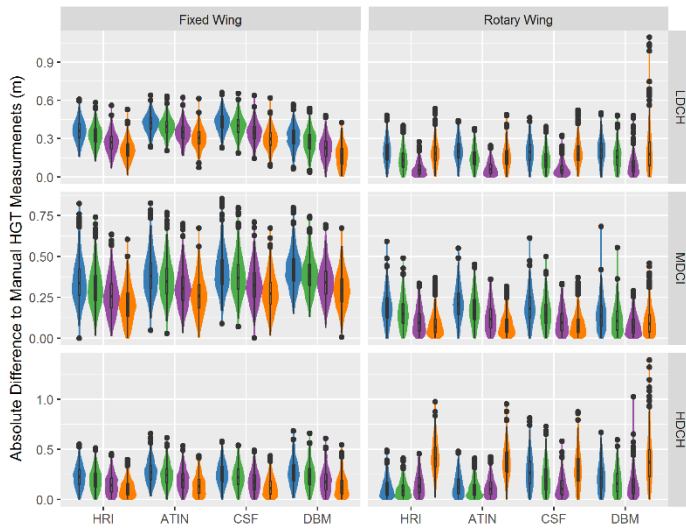 Fixed Wing
Rotary Wing
Absolute Difference to Manual HGT Measurmenets (m)
0.9
0.6
0.3
0.0
LDCH
0.75
0.50
0.25
0.00
MDCI
1.0
0.5
0.0
HDCH
HRI
ATIN
CSF
DBM
HRI
ATIN
CSF
DBM